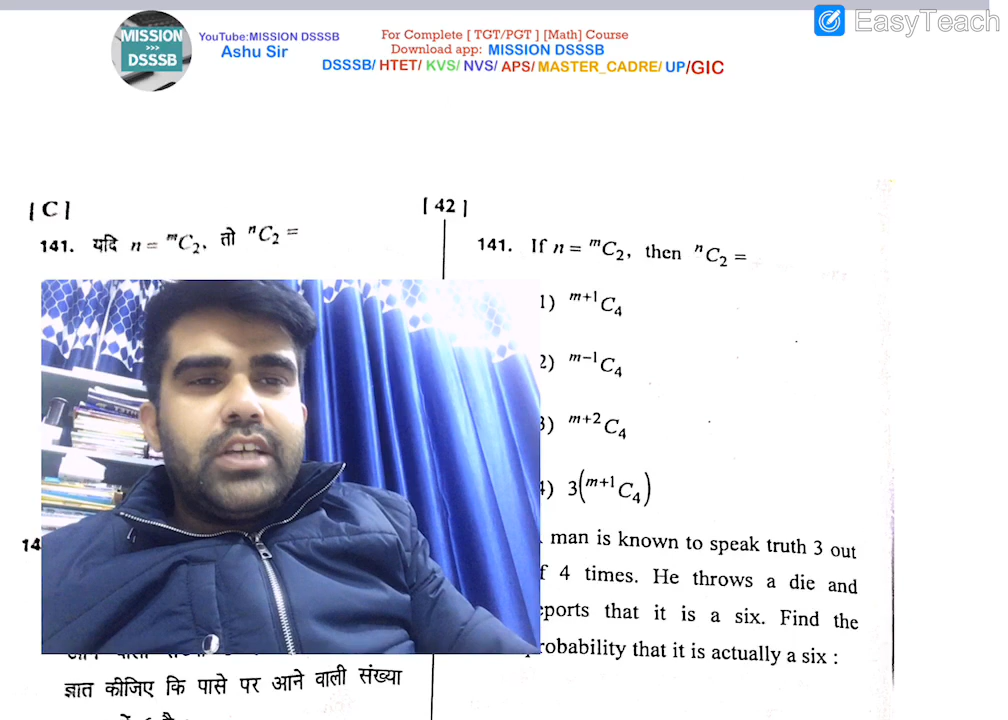 MISSION
>>>
DSSSB
YouTube:MISSION DSSSB
Ashu Sir
For Complete [ TGT/PGT ] [Math] Course
Download app: MISSION DSSSB
DSSSB/ HTET/ KVS/ NVS/ APS/ MASTER_CADRE/ UP/GIC
EasyTeach
[ C ]
[ 42 ]
141. यदि n = ᵐC₂, तो ⁿC₂ =
141. If n = ᵐC₂, then ⁿC₂ =
1) ᵐ⁺¹C₄
2) ᵐ⁻¹C₄
3) ᵐ⁺²C₄
4) 3(ᵐ⁺¹C₄)
14
man is known to speak truth 3 out
f 4 times. He throws a die and
eports that it is a six. Find the
robability that it is actually a six :
ज्ञात कीजिए कि पासे पर आने वाली संख्या